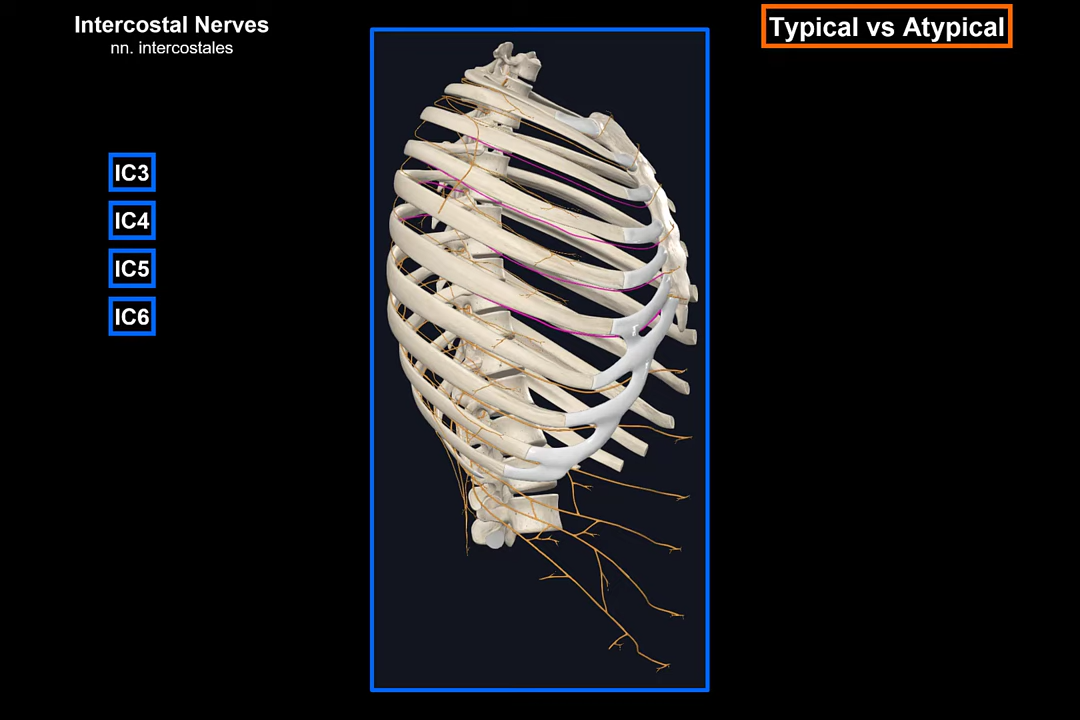 Intercostal Nerves
nn. intercostales
Typical vs Atypical
IC3
IC4
IC5
IC6